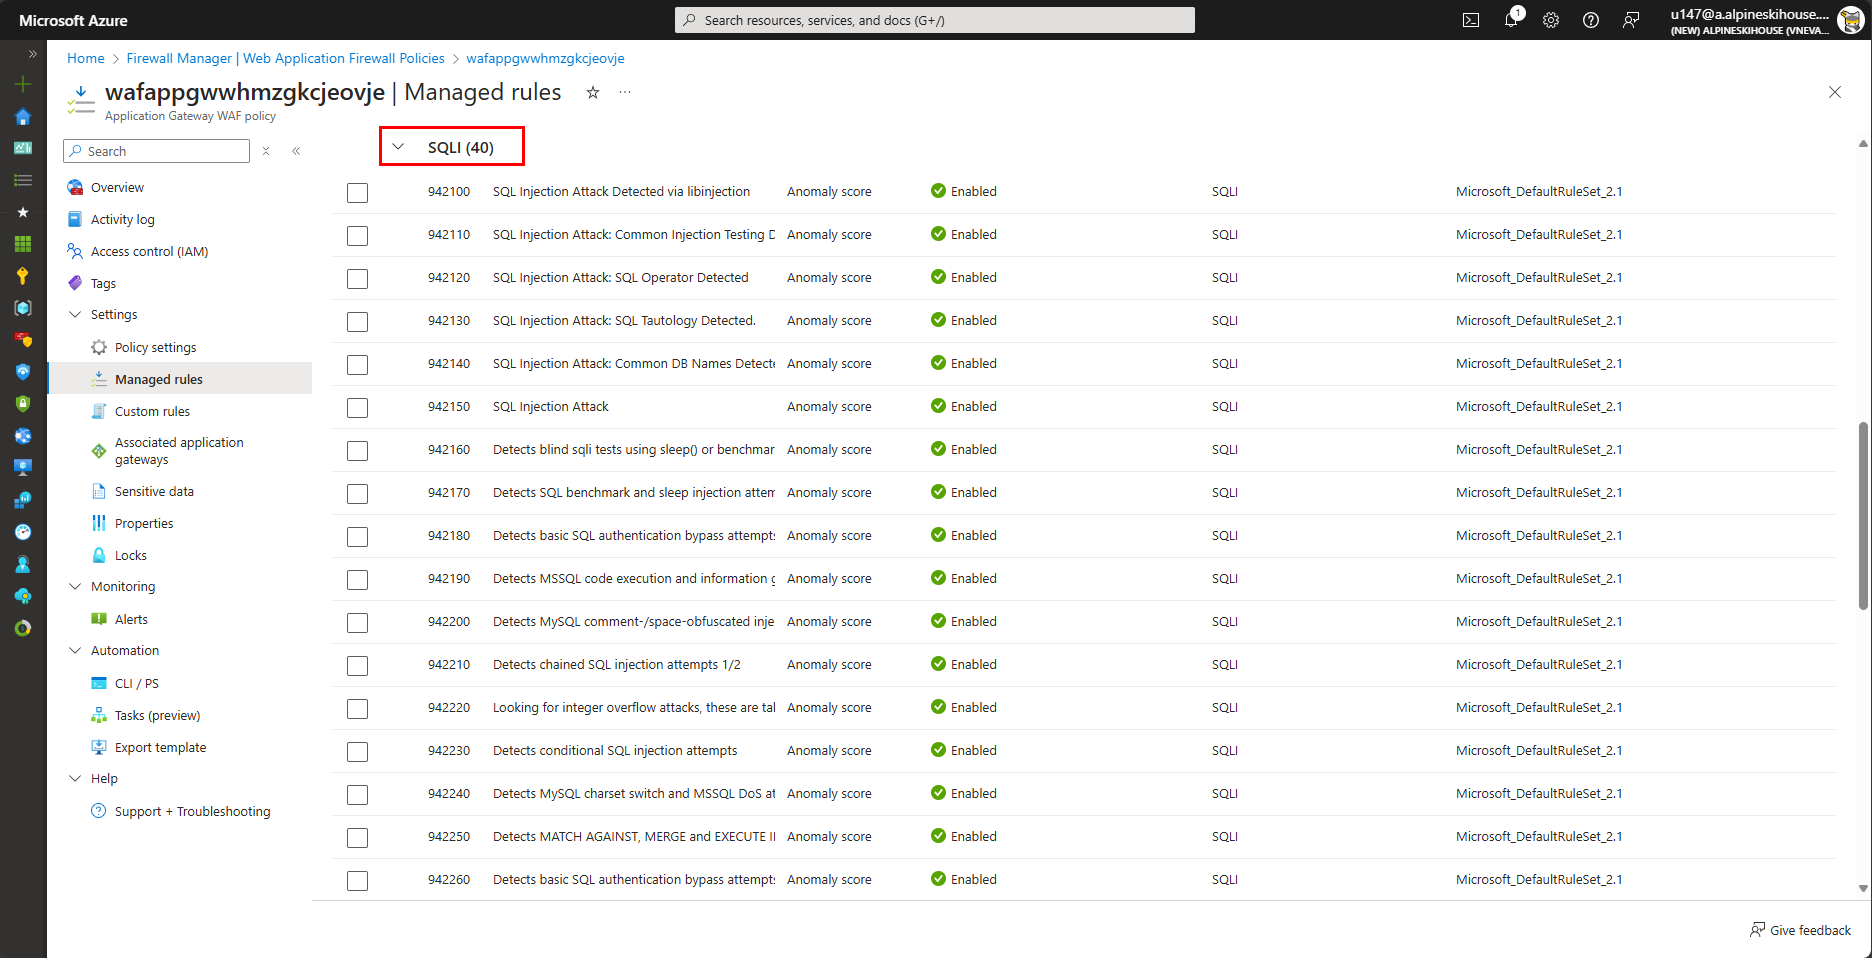 Microsoft Azure
Search resources, services, and docs (G+/)
1
u147@a.alpineskihouse....
(NEW) ALPINESKIHOUSE (VNEVA...
Home > Firewall Manager | Web Application Firewall Policies > wafappgwwhmzgkcjeovje
wafappgwwhmzgkcjeovje | Managed rules
Application Gateway WAF policy
Search
Overview
Activity log
Access control (IAM)
Tags
Settings
Policy settings
Managed rules
Custom rules
Associated application
gateways
Sensitive data
Properties
Locks
Monitoring
Alerts
Automation
CLI / PS
Tasks (preview)
Export template
Help
Support + Troubleshooting
SQLI (40)
942100 SQL Injection Attack Detected via libinjection Anomaly score Enabled SQLI Microsoft_DefaultRuleSet_2.1
942110 SQL Injection Attack: Common Injection Testing D Anomaly score Enabled SQLI Microsoft_DefaultRuleSet_2.1
942120 SQL Injection Attack: SQL Operator Detected Anomaly score Enabled SQLI Microsoft_DefaultRuleSet_2.1
942130 SQL Injection Attack: SQL Tautology Detected. Anomaly score Enabled SQLI Microsoft_DefaultRuleSet_2.1
942140 SQL Injection Attack: Common DB Names Detecte Anomaly score Enabled SQLI Microsoft_DefaultRuleSet_2.1
942150 SQL Injection Attack Anomaly score Enabled SQLI Microsoft_DefaultRuleSet_2.1
942160 Detects blind sqli tests using sleep() or benchmar Anomaly score Enabled SQLI Microsoft_DefaultRuleSet_2.1
942170 Detects SQL benchmark and sleep injection attem Anomaly score Enabled SQLI Microsoft_DefaultRuleSet_2.1
942180 Detects basic SQL authentication bypass attempts Anomaly score Enabled SQLI Microsoft_DefaultRuleSet_2.1
942190 Detects MSSQL code execution and information g Anomaly score Enabled SQLI Microsoft_DefaultRuleSet_2.1
942200 Detects MySQL comment-/space-obfuscated inje Anomaly score Enabled SQLI Microsoft_DefaultRuleSet_2.1
942210 Detects chained SQL injection attempts 1/2 Anomaly score Enabled SQLI Microsoft_DefaultRuleSet_2.1
942220 Looking for integer overflow attacks, these are tal Anomaly score Enabled SQLI Microsoft_DefaultRuleSet_2.1
942230 Detects conditional SQL injection attempts Anomaly score Enabled SQLI Microsoft_DefaultRuleSet_2.1
942240 Detects MySQL charset switch and MSSQL DoS at Anomaly score Enabled SQLI Microsoft_DefaultRuleSet_2.1
942250 Detects MATCH AGAINST, MERGE and EXECUTE II Anomaly score Enabled SQLI Microsoft_DefaultRuleSet_2.1
942260 Detects basic SQL authentication bypass attempts Anomaly score Enabled SQLI Microsoft_DefaultRuleSet_2.1
Give feedback